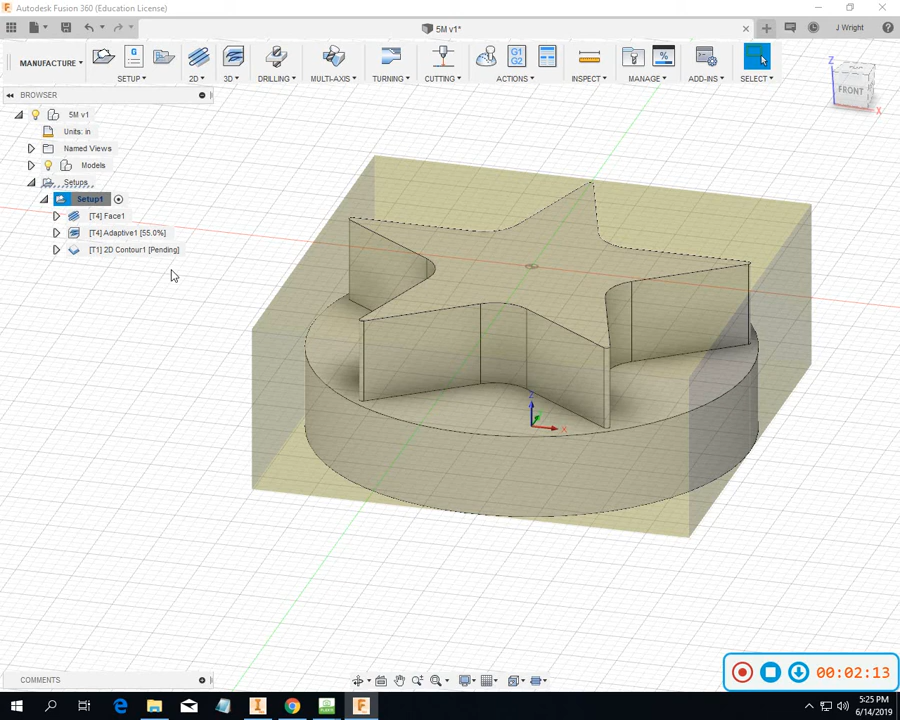 Autodesk Fusion 360 (Education License)
5M v1*
J Wright
MANUFACTURE
SETUP
2D
3D
DRILLING
MULTI-AXIS
TURNING
CUTTING
G1
G2
ACTIONS
INSPECT
MANAGE
ADD-INS
SELECT
BROWSER
Z
FRONT
X
5M v1
Units: in
Named Views
Models
Setups
Setup1
[T4] Face1
[T4] Adaptive1 [55.0%]
[T1] 2D Contour1 [Pending]
Z
X
COMMENTS
00:02:13
5:25 PM
6/14/2019